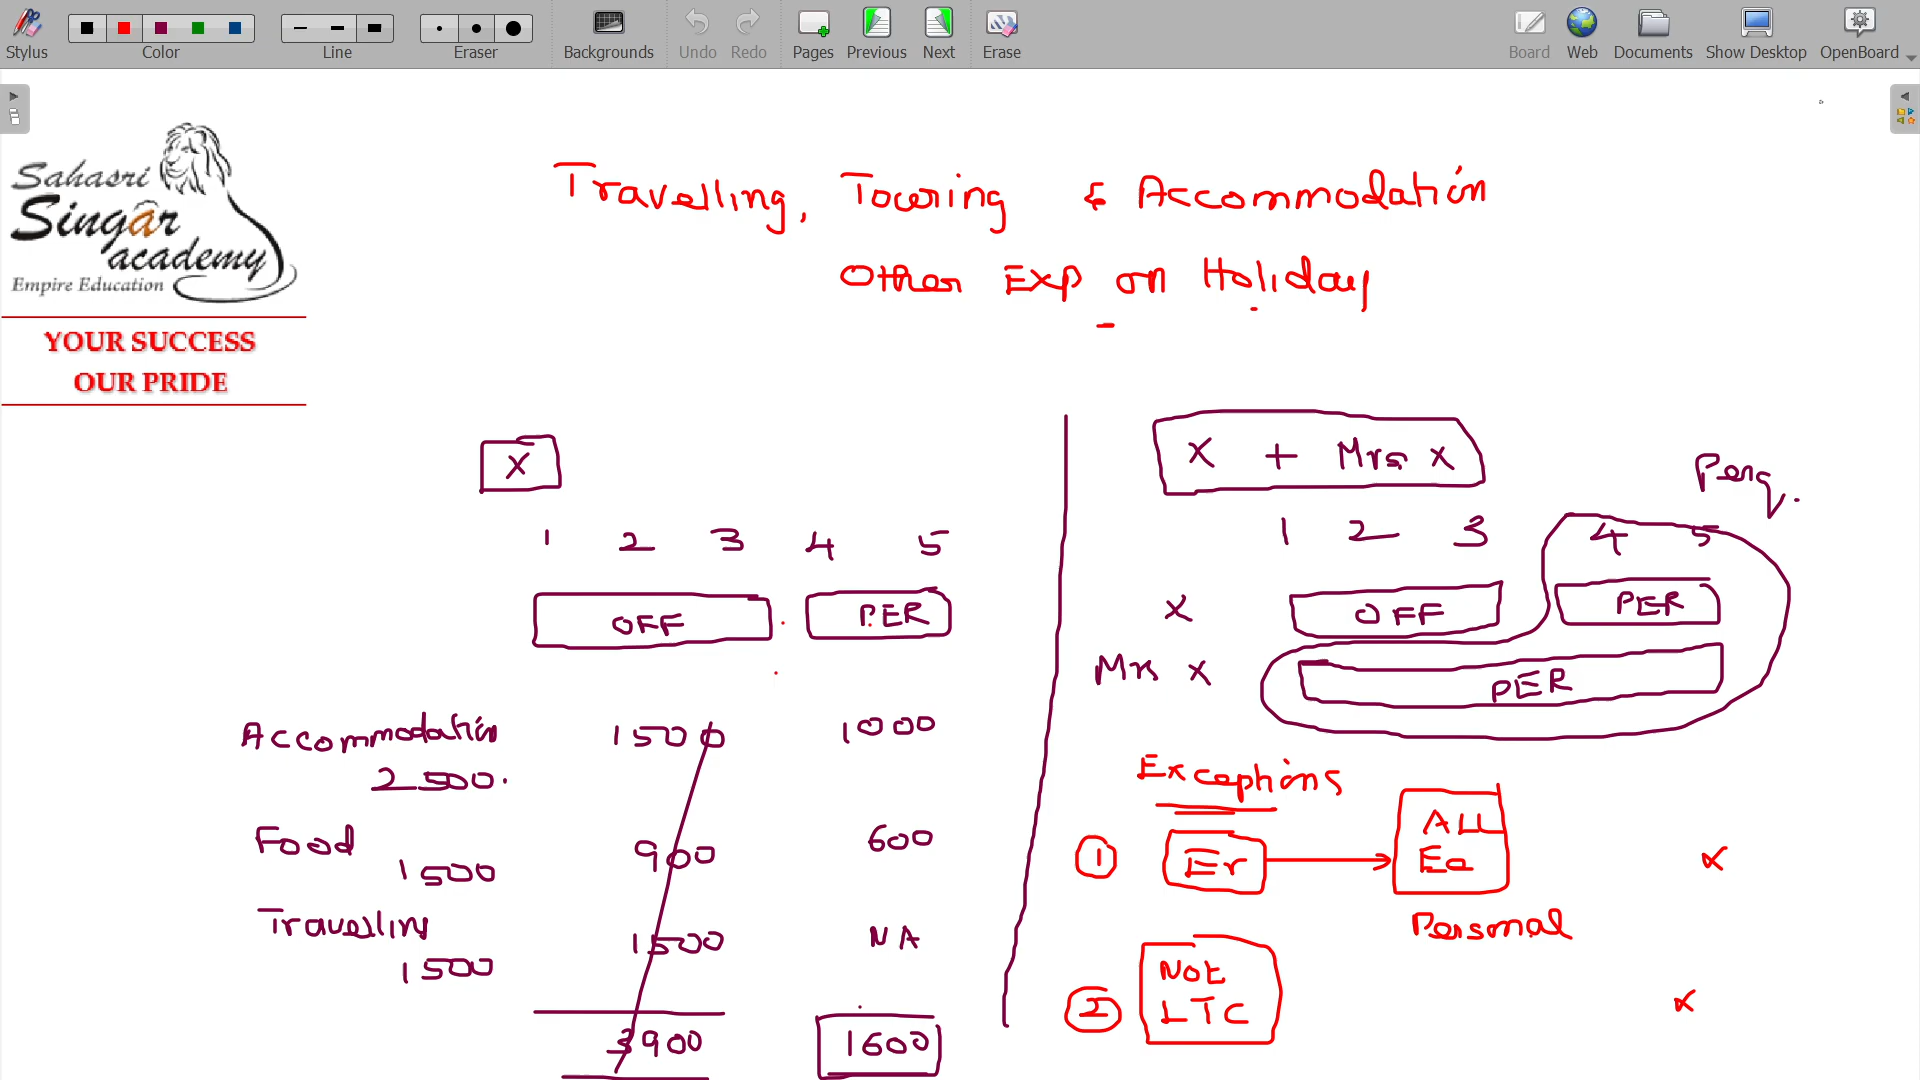 Stylus Color Line Eraser Backgrounds Undo Redo Pages Previous Next Erase Board Web Documents Show Desktop OpenBoard
Sahasri
Singar
academy
Empire Education
YOUR SUCCESS
OUR PRIDE
Travelling, Touring & Accommodation
Other Exp on Holiday
X
1 2 3 4 5
OFF PER
Accommodation 1500 1000
2500.
Food 900 600
1500
Travelling 1500 NA
1500
3900 1600
X + Mrs X
Perq.
1 2 3 4 5
X OFF PER
Mrs X PER
Exceptions
1 Er ALL
Ee
Personal
2 Not
LTC